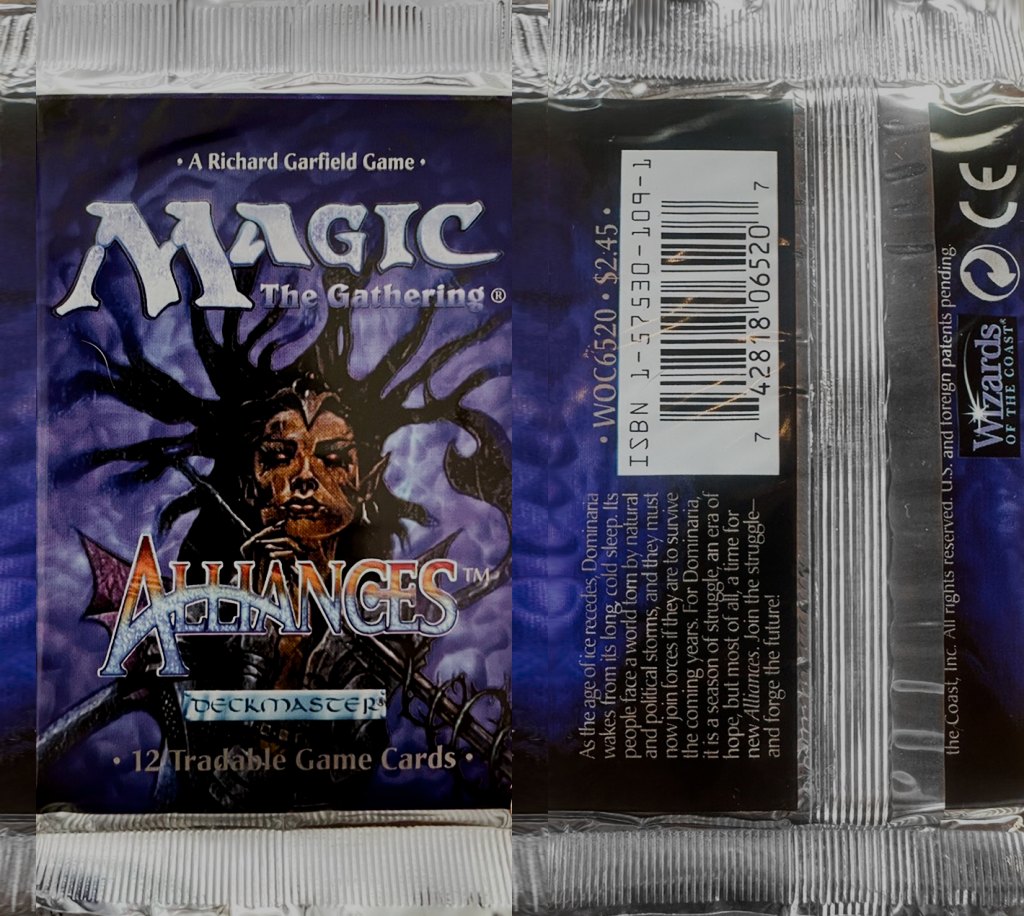 • A Richard Garfield Game •
MAGIC
The Gathering®
ALLIANCES™
DECKMASTER®
• 12 Tradable Game Cards •
• WOC6520 • $2.45 •
ISBN 1-57530-109-1
7 42818 06520 7
As the age of ice recedes, Dominaria
wakes from its long, cold sleep. Its
people face a world torn by natural
and political storms, and they must
now join forces if they are to survive
the coming years. For Dominaria,
it is a season of struggle, an era of
hope, but most of all, a time for
new Alliances. Join the struggle–
and forge the future!
the Coast, Inc. All rights reserved. U.S. and foreign patents pending.
Wizards
OF THE COAST®
CE